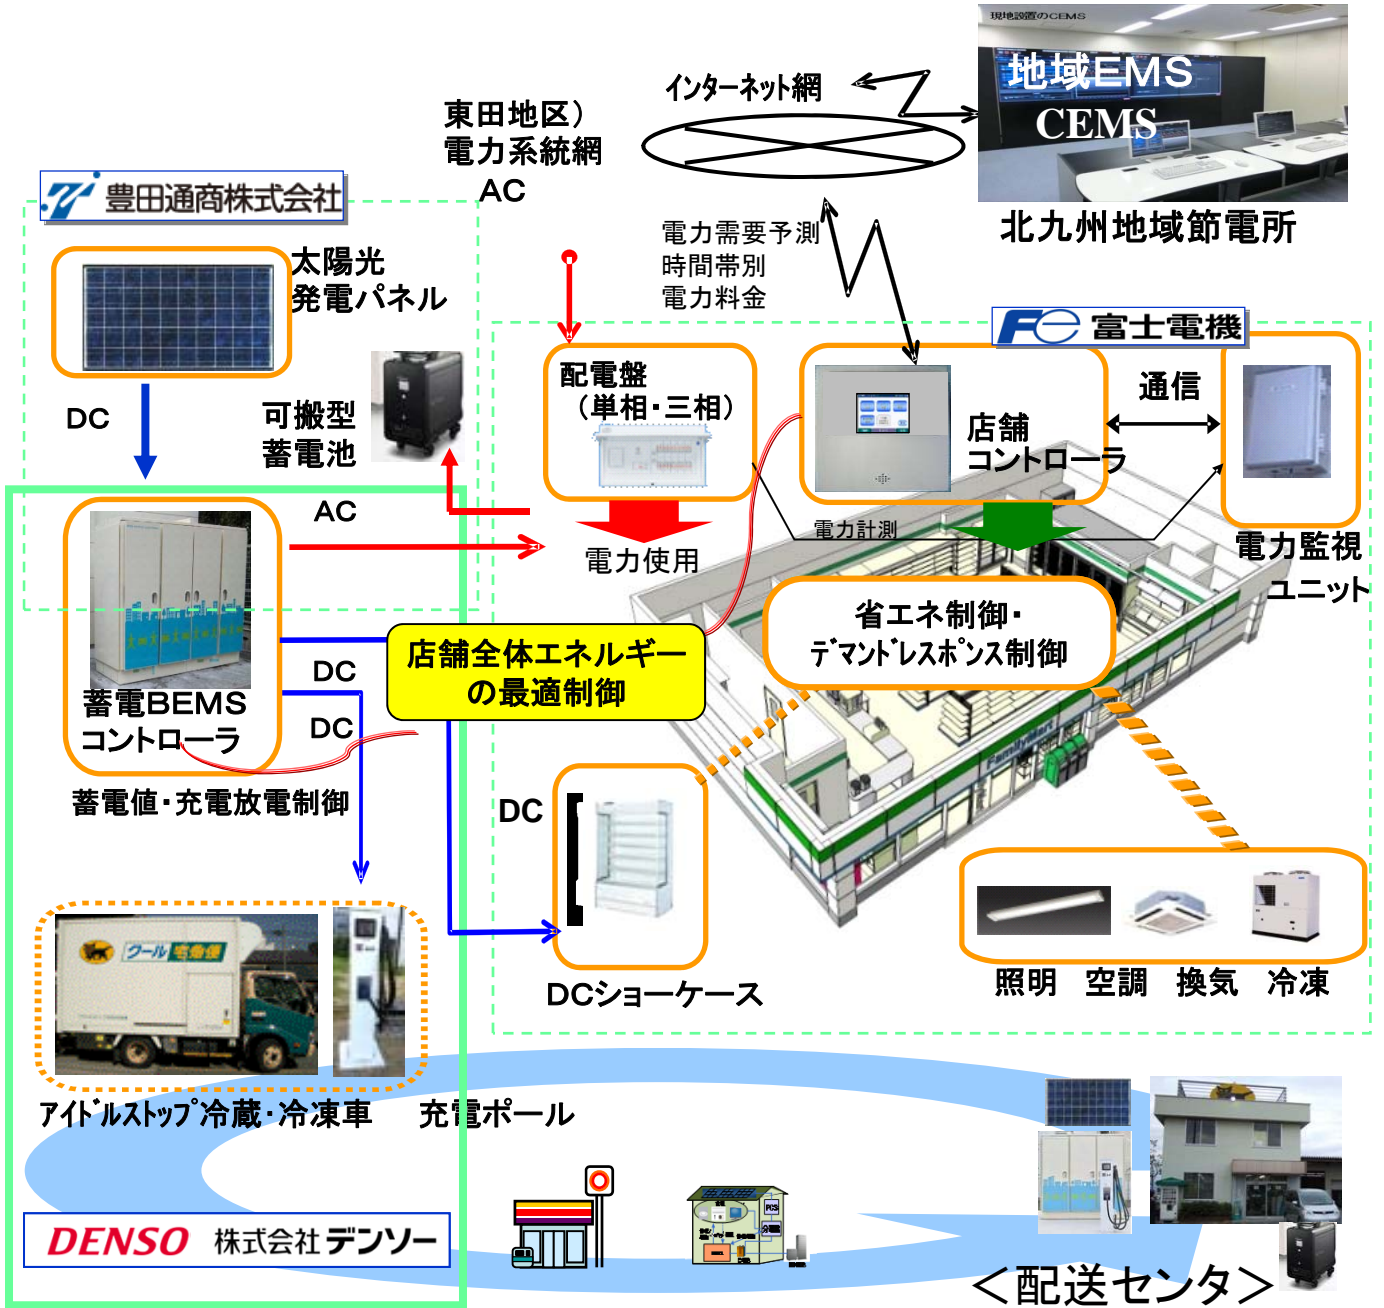 現地設置のCEMS
地域EMS
CEMS
北九州地域節電所
インターネット網
東田地区）
電力系統網
AC
豊田通商株式会社
太陽光
発電パネル
電力需要予測
時間帯別
電力料金
Fe 富士電機
配電盤
（単相・三相）
店舗
コントローラ
通信
DC
可搬型
蓄電池
AC
電力計測
電力使用
電力監視
ユニット
省エネ制御・
デマンドレスポンス制御
店舗全体エネルギー
の最適制御
DC
DC
蓄電BEMS
コントローラ
蓄電値・充電放電制御
FamilyMart
DC
DCショーケース
照明 空調 換気 冷凍
クール宅急便
アイドルストップ冷蔵・冷凍車
充電ポール
PCS
DENSO 株式会社デンソー
＜配送センタ＞